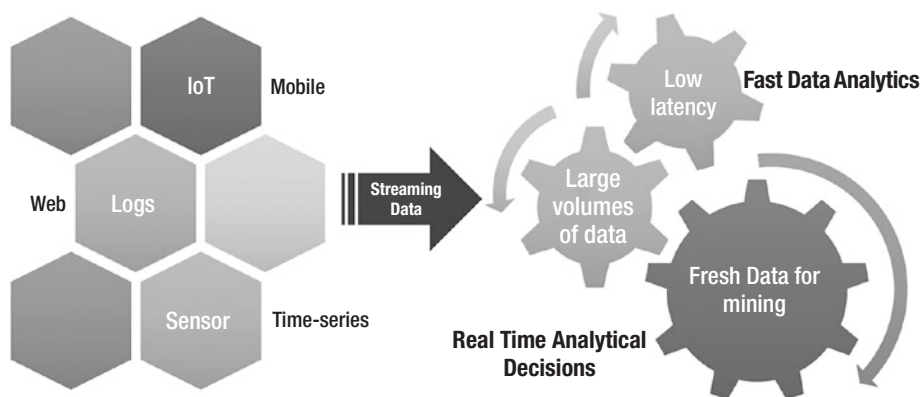 IoT
Mobile
Web
Logs
Sensor
Time-series
Streaming
Data
Low
latency
Fast Data Analytics
Large
volumes
of data
Fresh Data for
mining
Real Time Analytical
Decisions